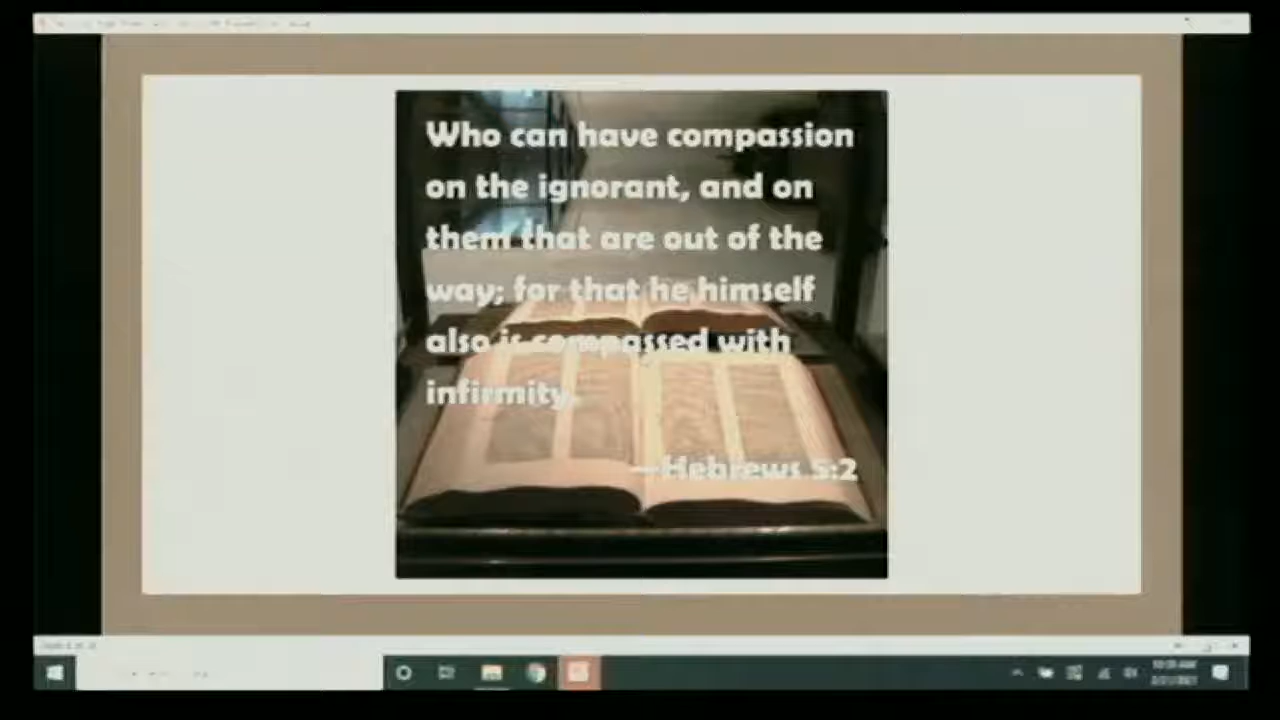 Who can have compassion
on the ignorant, and on
them that are out of the
way; for that he himself
also is compassed with
infirmity.
—Hebrews 5:2